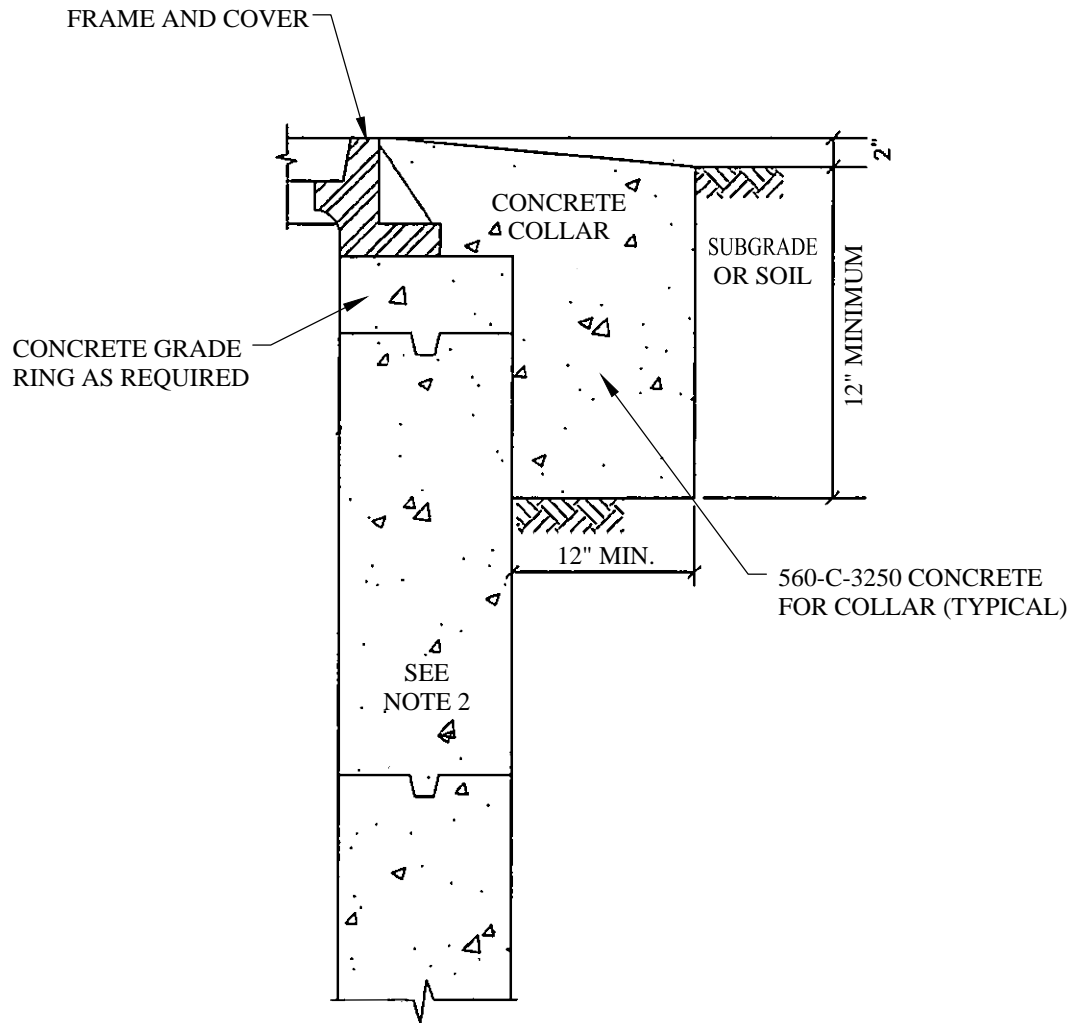 FRAME AND COVER
2"
CONCRETE
COLLAR
SUBGRADE
OR SOIL
12" MINIMUM
CONCRETE GRADE
RING AS REQUIRED
12" MIN.
560-C-3250 CONCRETE
FOR COLLAR (TYPICAL)
SEE
NOTE 2